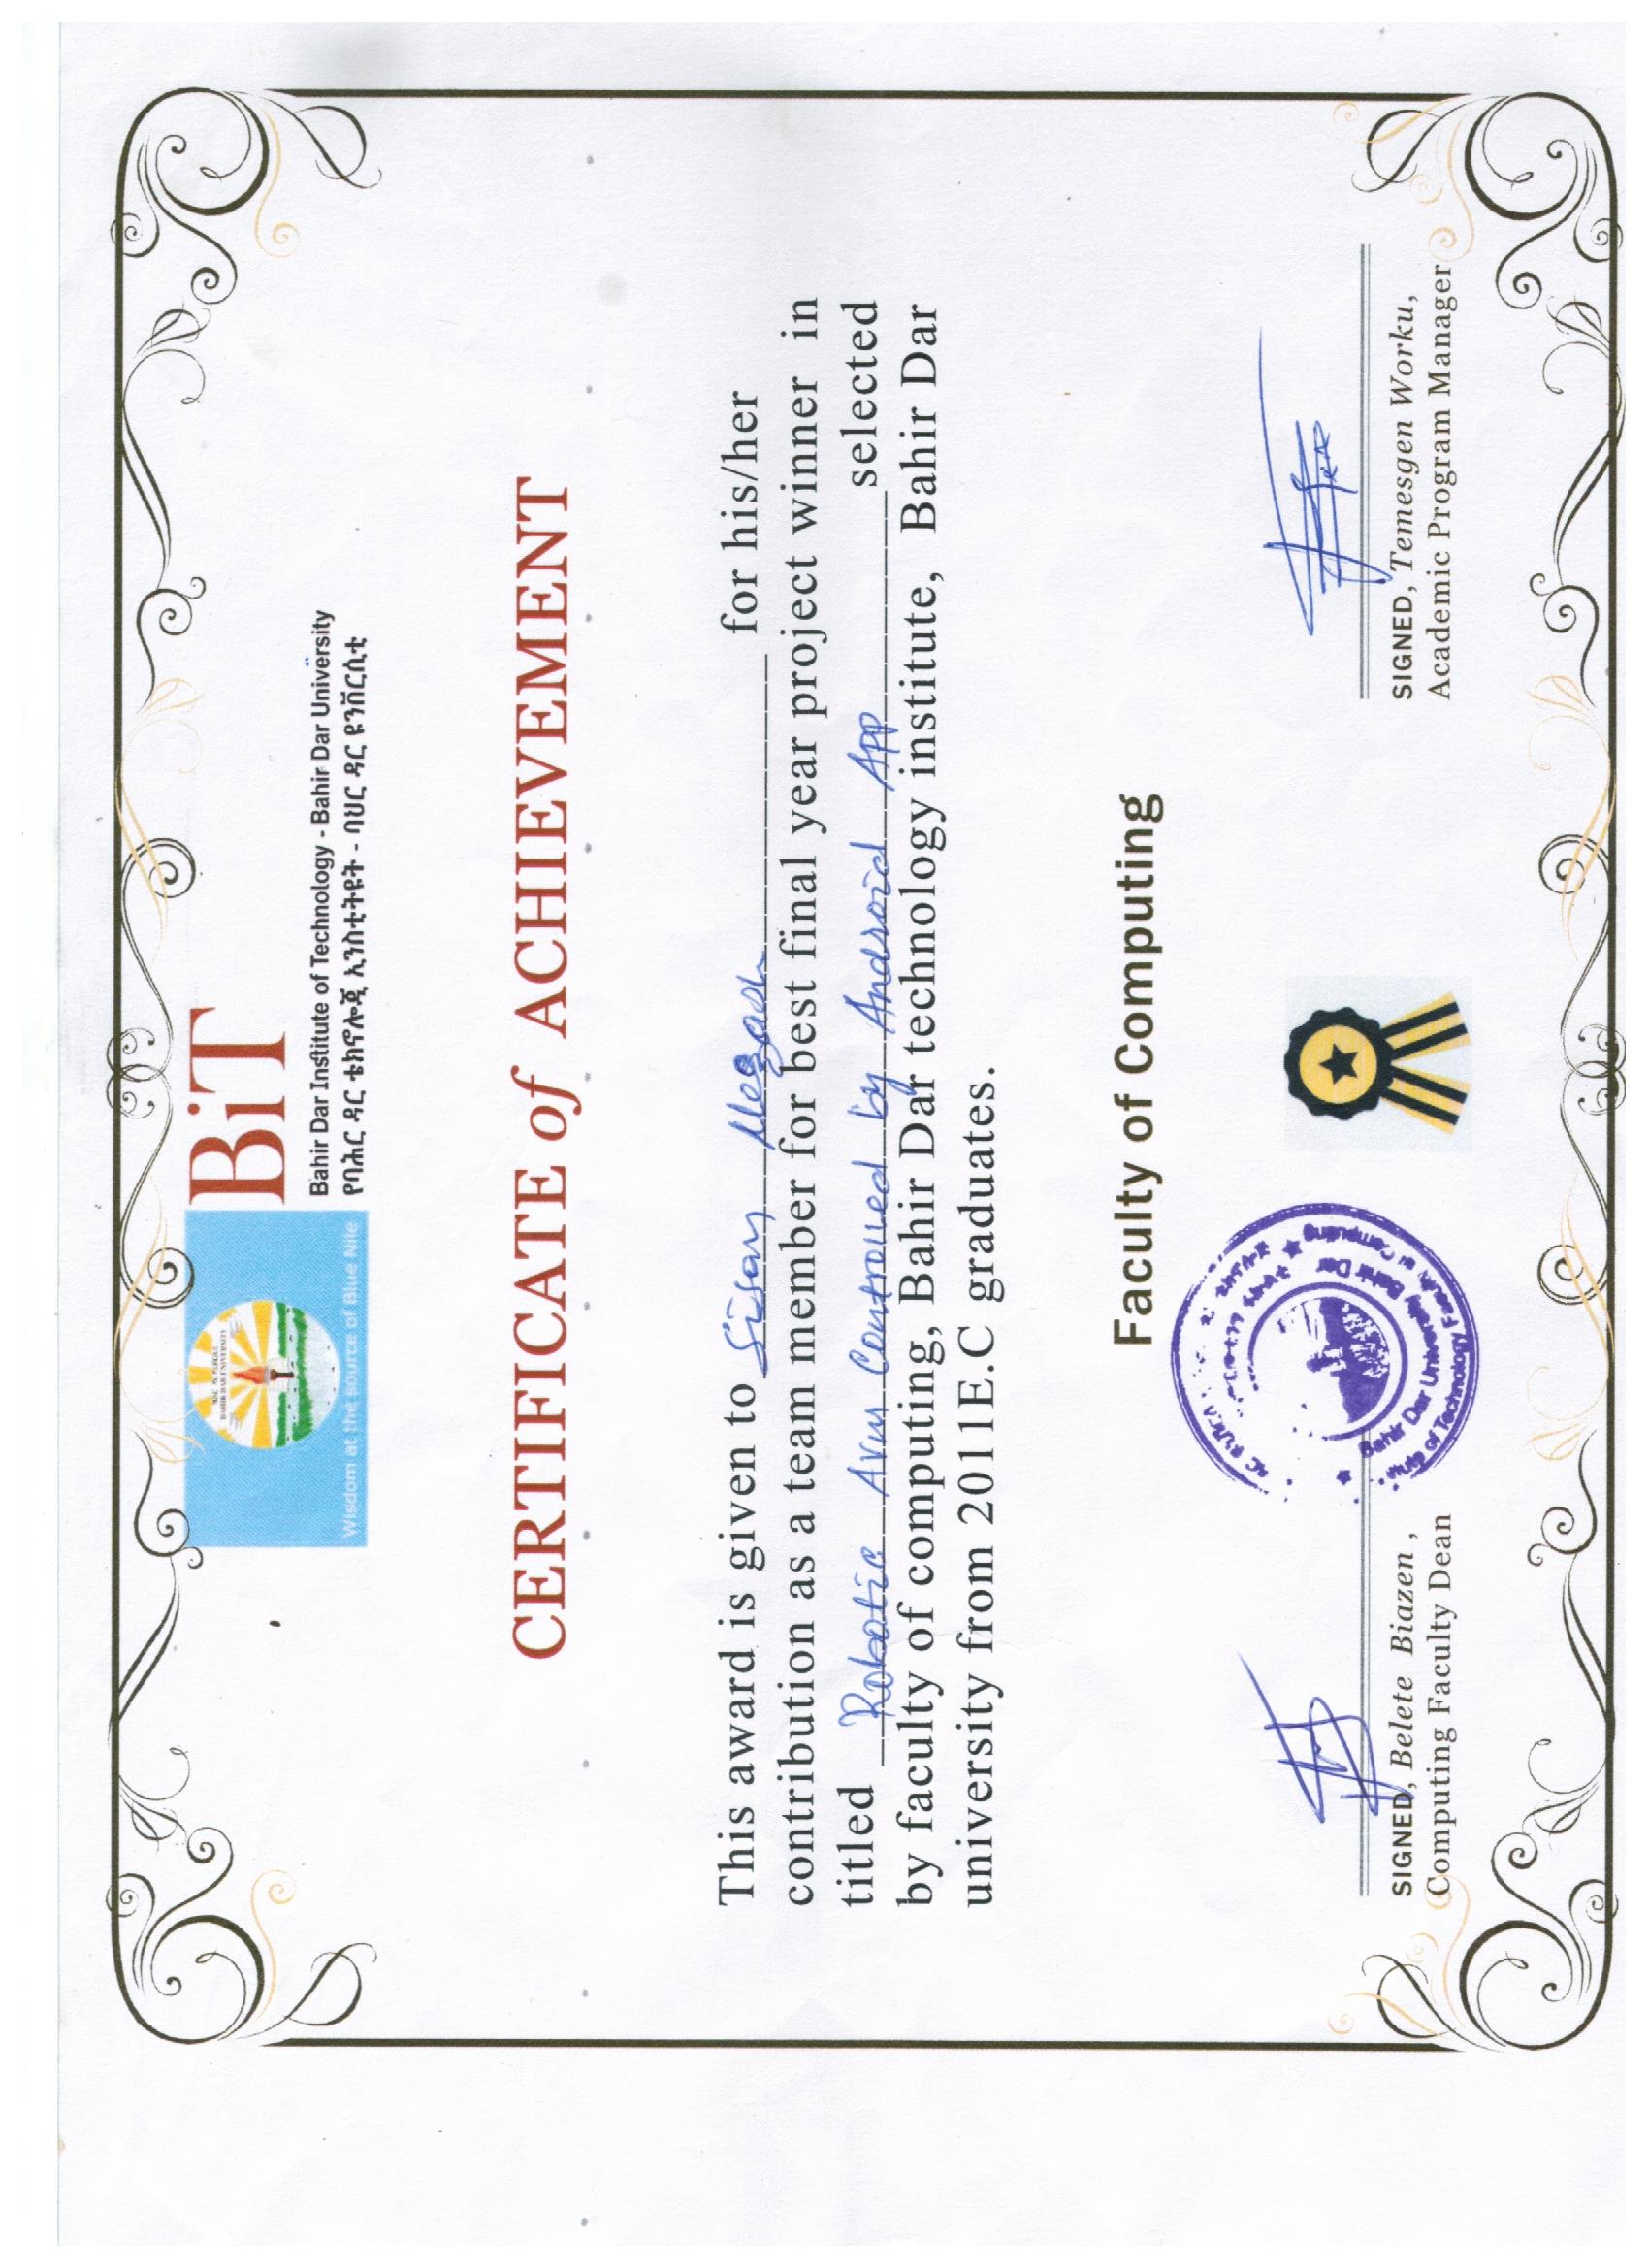 BAHIR DAR UNIVERSITY
Wisdom at the source of Blue Nile
BiT
Bahir Dar Institute of Technology - Bahir Dar University
የባሕር ዳር ቴክኖሎጂ ኢንስቲትዩት - ባህር ዳር ዩንቨርሲቲ
CERTIFICATE of ACHIEVEMENT
This award is given to Sisay for his/her
contribution as a team member for best final year project winner in
titled Robotic Arm Controlled by Android App selected
by faculty of computing, Bahir Dar technology institute, Bahir Dar
university from 2011E.C graduates.
Faculty of Computing
Bahir Dar University Bahir Dar
of Technology Faculty of Computing
SIGNED, Belete Biazen ,
Computing Faculty Dean
SIGNED, Temesgen Worku,
Academic Program Manager